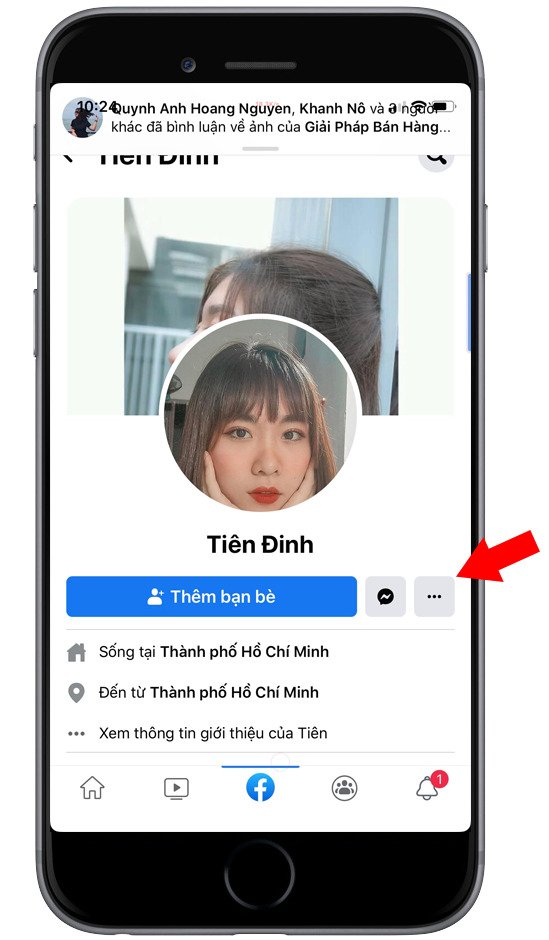 10:24
Quynh Anh Hoang Nguyen, Khanh Nô và a người
khác đã bình luận về ảnh của Giải Pháp Bán Hàng...
Tiên Đinh
Tiên Đinh
Thêm bạn bè
Sống tại Thành phố Hồ Chí Minh
Đến từ Thành phố Hồ Chí Minh
Xem thông tin giới thiệu của Tiên
1